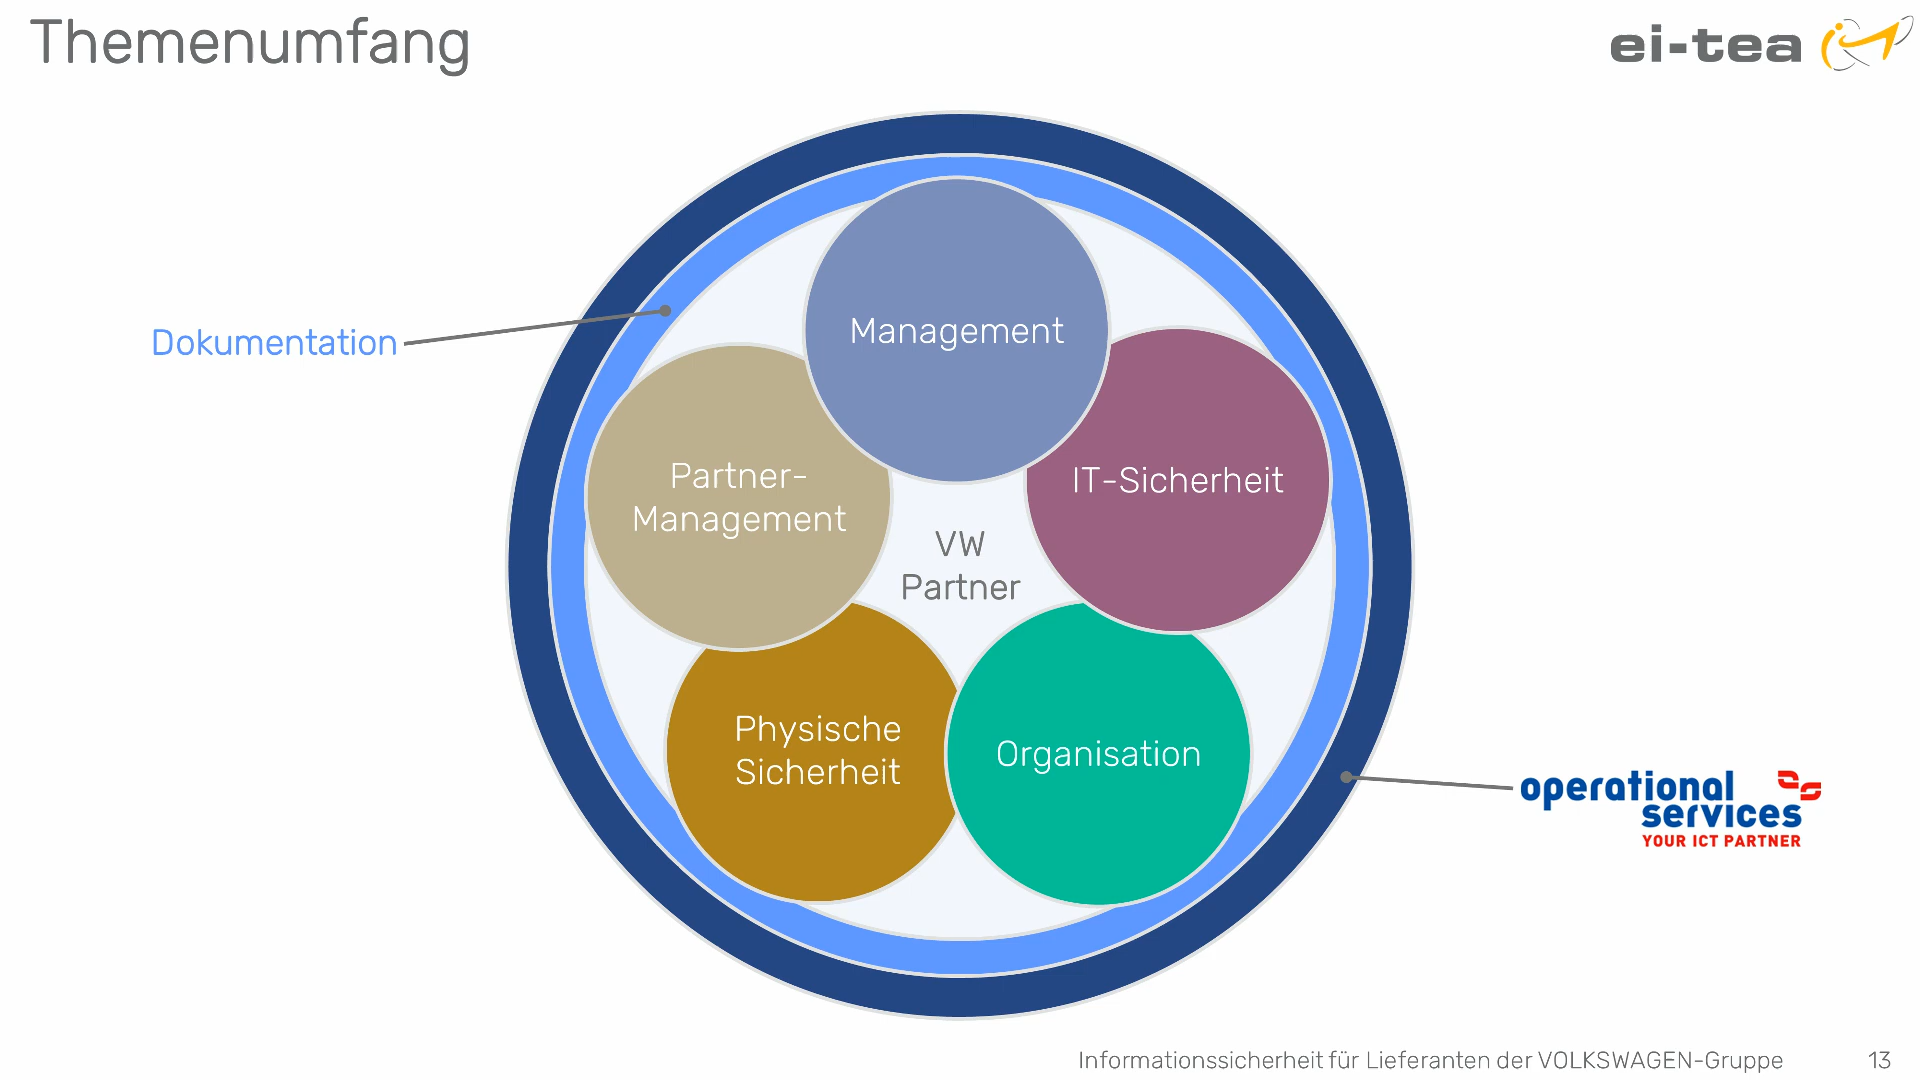 Themenumfang
ei-tea
Dokumentation
Management
Partner-
Management
IT-Sicherheit
VW
Partner
Physische
Sicherheit
Organisation
operational
services
YOUR ICT PARTNER
Informationssicherheit für Lieferanten der VOLKSWAGEN-Gruppe
13